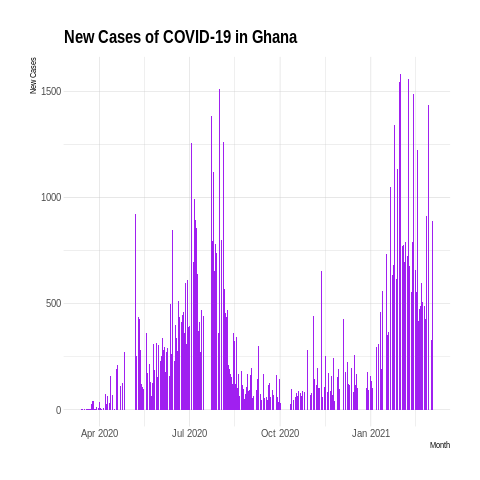 New Cases of COVID-19 in Ghana
New Cases
1500
1000
500
0
Apr 2020 Jul 2020 Oct 2020 Jan 2021
Month